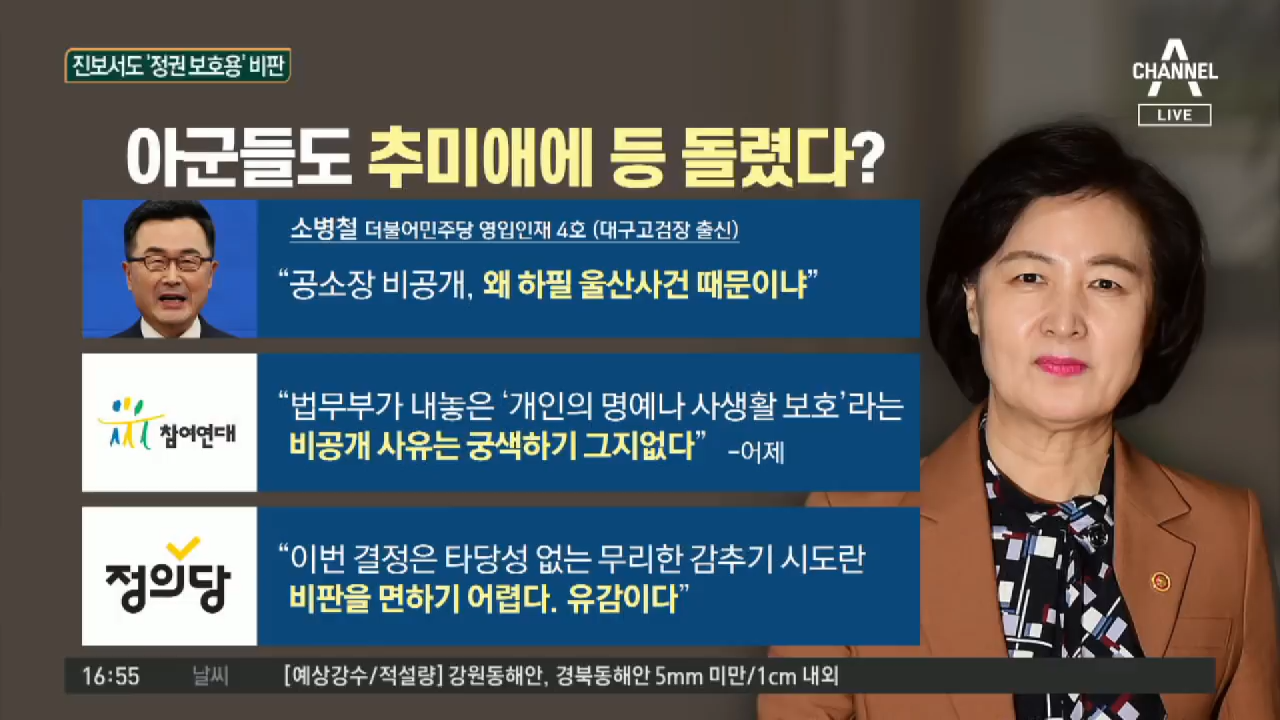 진보서도 '정권 보호용' 비판
CHANNEL A
LIVE
아군들도 추미애에 등 돌렸다?
소병철 더불어민주당 영입인재 4호 (대구고검장 출신)
“공소장 비공개, 왜 하필 울산사건 때문이냐”
참여연대
“법무부가 내놓은 ‘개인의 명예나 사생활 보호’라는
비공개 사유는 궁색하기 그지없다” -어제
정의당
“이번 결정은 타당성 없는 무리한 감추기 시도란
비판을 면하기 어렵다. 유감이다”
16:55 날씨 [예상강수/적설량] 강원동해안, 경북동해안 5mm 미만/1cm 내외